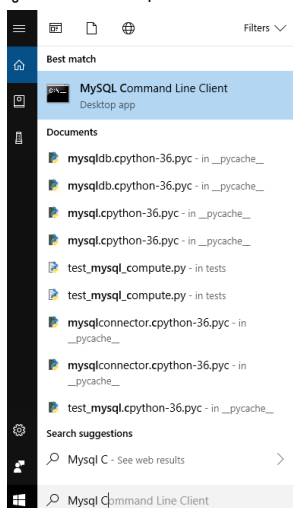 Filters
Best match
MySQL Command Line Client
Desktop app
Documents
mysqldb.cpython-36.pyc - in __pycache__
mysqldb.cpython-36.pyc - in __pycache__
mysql.cpython-36.pyc - in __pycache__
mysql.cpython-36.pyc - in __pycache__
test_mysql_compute.py - in tests
test_mysql_compute.py - in tests
mysqlconnector.cpython-36.pyc - in
__pycache__
mysqlconnector.cpython-36.pyc - in
__pycache__
test_mysql.cpython-36.pyc - in __pycache__
Search suggestions
Mysql C - See web results
Mysql Command Line Client